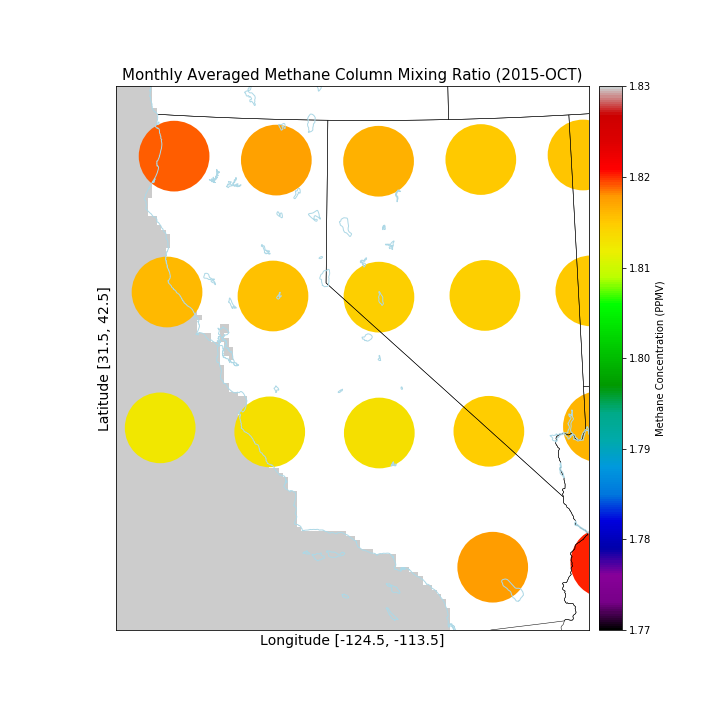 Monthly Averaged Methane Column Mixing Ratio (2015-OCT)
Latitude [31.5, 42.5]
Longitude [-124.5, -113.5]
1.83
1.82
1.81
1.80
1.79
1.78
1.77
Methane Concentration (PPMV)